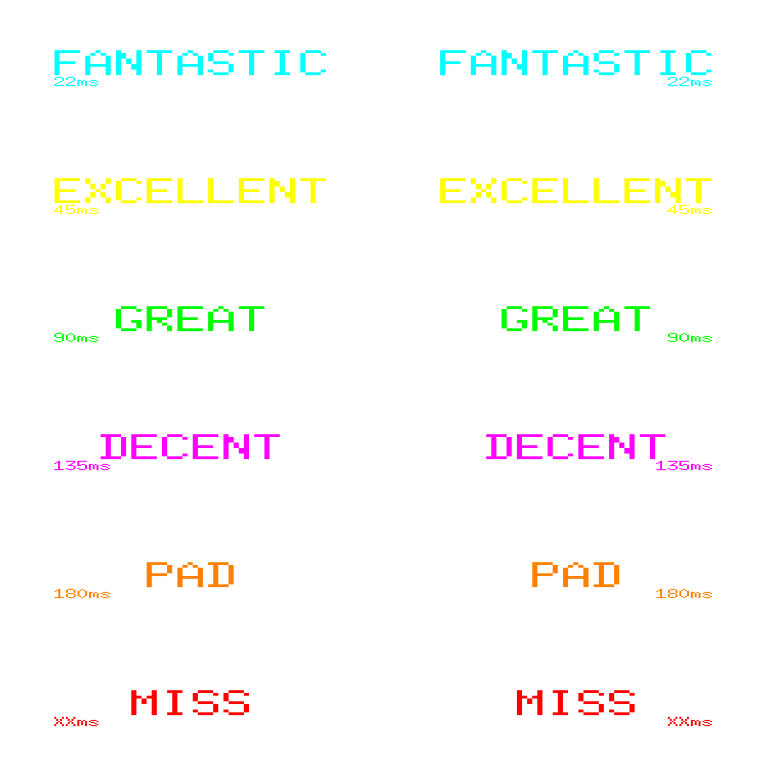 FANTASTIC FANTASTIC
22ms 22ms
EXCELLENT EXCELLENT
45ms 45ms
GREAT GREAT
90ms 90ms
DECENT DECENT
135ms 135ms
PAD PAD
180ms 180ms
MISS MISS
XXms XXms